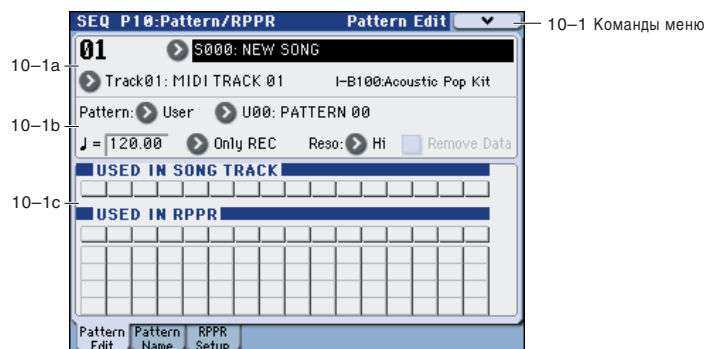 SEQ P10:Pattern/RPPR Pattern Edit
10–1 Команды меню
01 S000: NEW SONG
10–1a
Track01: MIDI TRACK 01 I-B100:Acoustic Pop Kit
Pattern: User U00: PATTERN 00
10–1b
♩ = 120.00 Only REC Reso: Hi Remove Data
USED IN SONG TRACK
10–1c
USED IN RPPR
Pattern Edit Pattern Name RPPR Setup